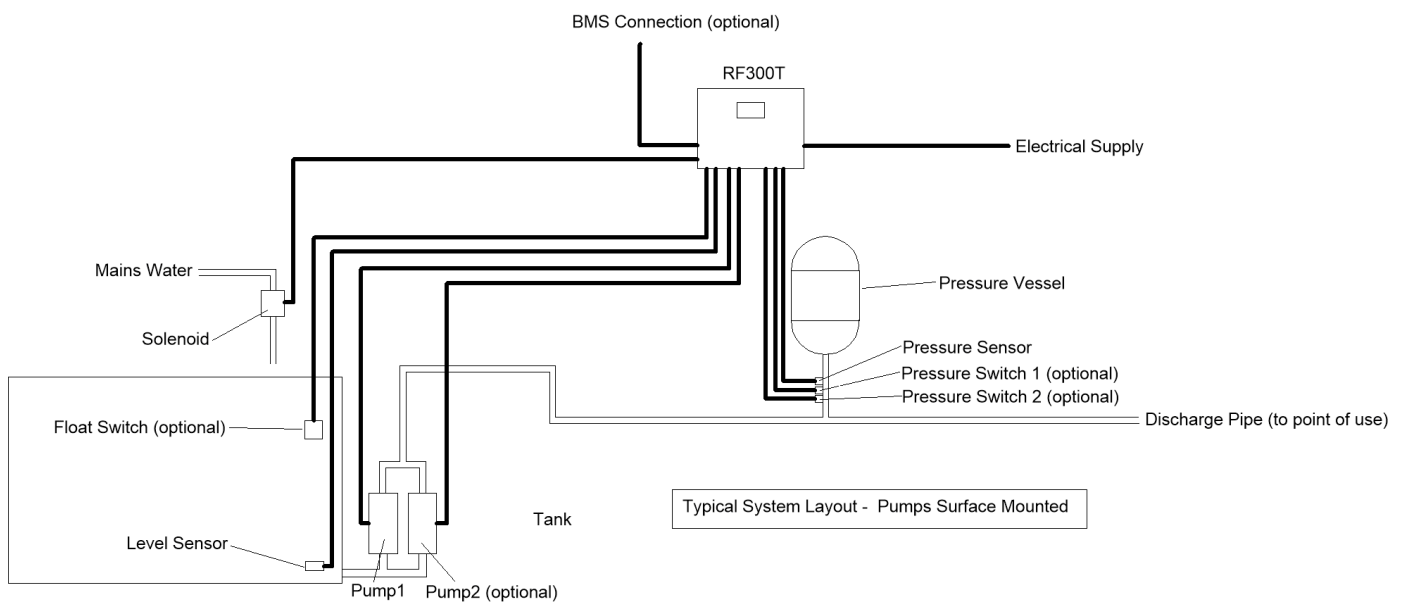 BMS Connection (optional)
RF300T
Electrical Supply
Mains Water
Pressure Vessel
Solenoid
Pressure Sensor
Pressure Switch 1 (optional)
Pressure Switch 2 (optional)
Discharge Pipe (to point of use)
Float Switch (optional)
Typical System Layout - Pumps Surface Mounted
Tank
Level Sensor
Pump1
Pump2 (optional)